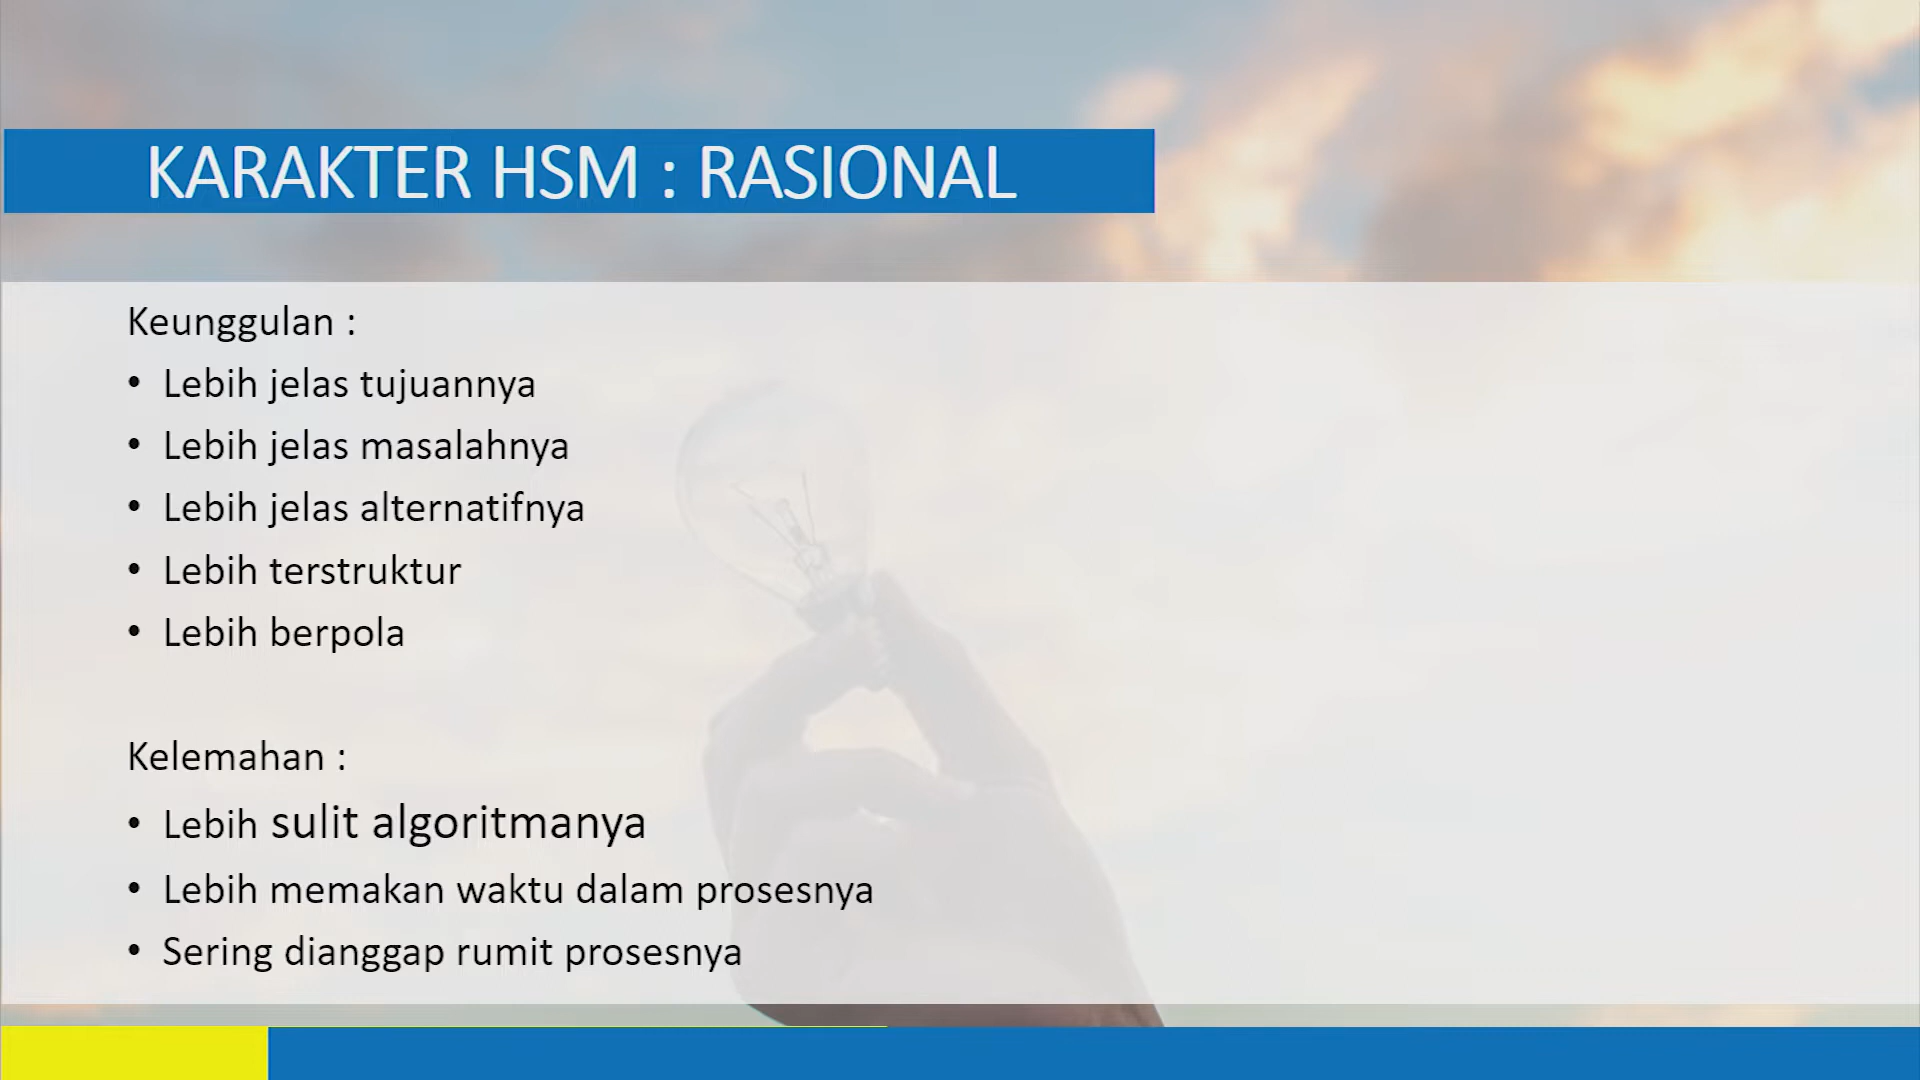 KARAKTER HSM : RASIONAL
Keunggulan :
• Lebih jelas tujuannya
• Lebih jelas masalahnya
• Lebih jelas alternatifnya
• Lebih terstruktur
• Lebih berpola
Kelemahan :
• Lebih sulit algoritmanya
• Lebih memakan waktu dalam prosesnya
• Sering dianggap rumit prosesnya